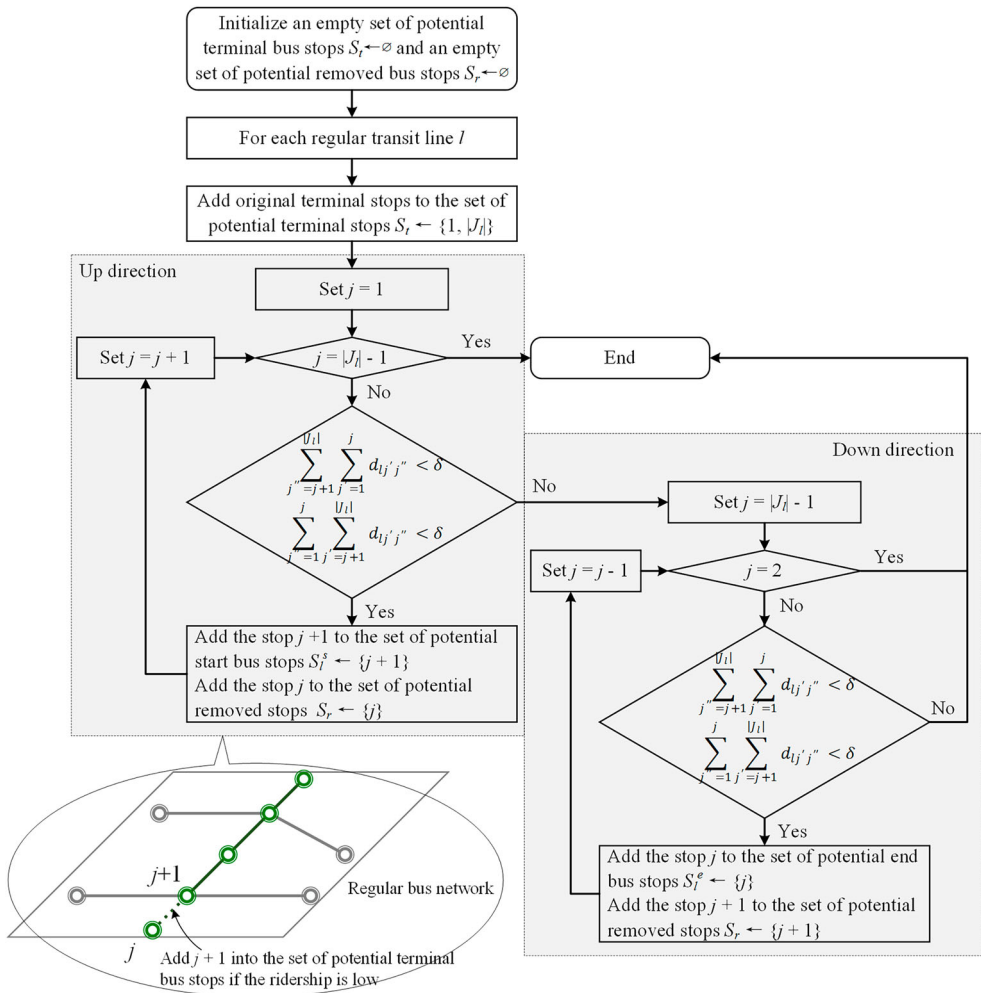 Initialize an empty set of potential
terminal bus stops S_t←∅ and an empty
set of potential removed bus stops S_r←∅
For each regular transit line l
Add original terminal stops to the set of
potential terminal stops S_t ← {1, |J_l|}
Up direction
Set j = 1
Set j = j + 1
j = |J_l| - 1
Yes
End
No
∑_{j''=j+1}^{|J_l|} ∑_{j'=1}^{j} d_{lj'j''} < δ
∑_{j''=1}^{j} ∑_{j'=j+1}^{|J_l|} d_{lj'j''} < δ
No
Yes
Add the stop j +1 to the set of potential
start bus stops S_l^s ← {j + 1}
Add the stop j to the set of potential
removed stops S_r ← {j}
Down direction
Set j = |J_l| - 1
Set j = j - 1
j = 2
Yes
No
∑_{j''=j+1}^{|J_l|} ∑_{j'=1}^{j} d_{lj'j''} < δ
∑_{j''=1}^{j} ∑_{j'=j+1}^{|J_l|} d_{lj'j''} < δ
No
Yes
Add the stop j to the set of potential end
bus stops S_l^e ← {j}
Add the stop j + 1 to the set of potential
removed stops S_r ← {j + 1}
j+1
Regular bus network
j
Add j + 1 into the set of potential terminal
bus stops if the ridership is low